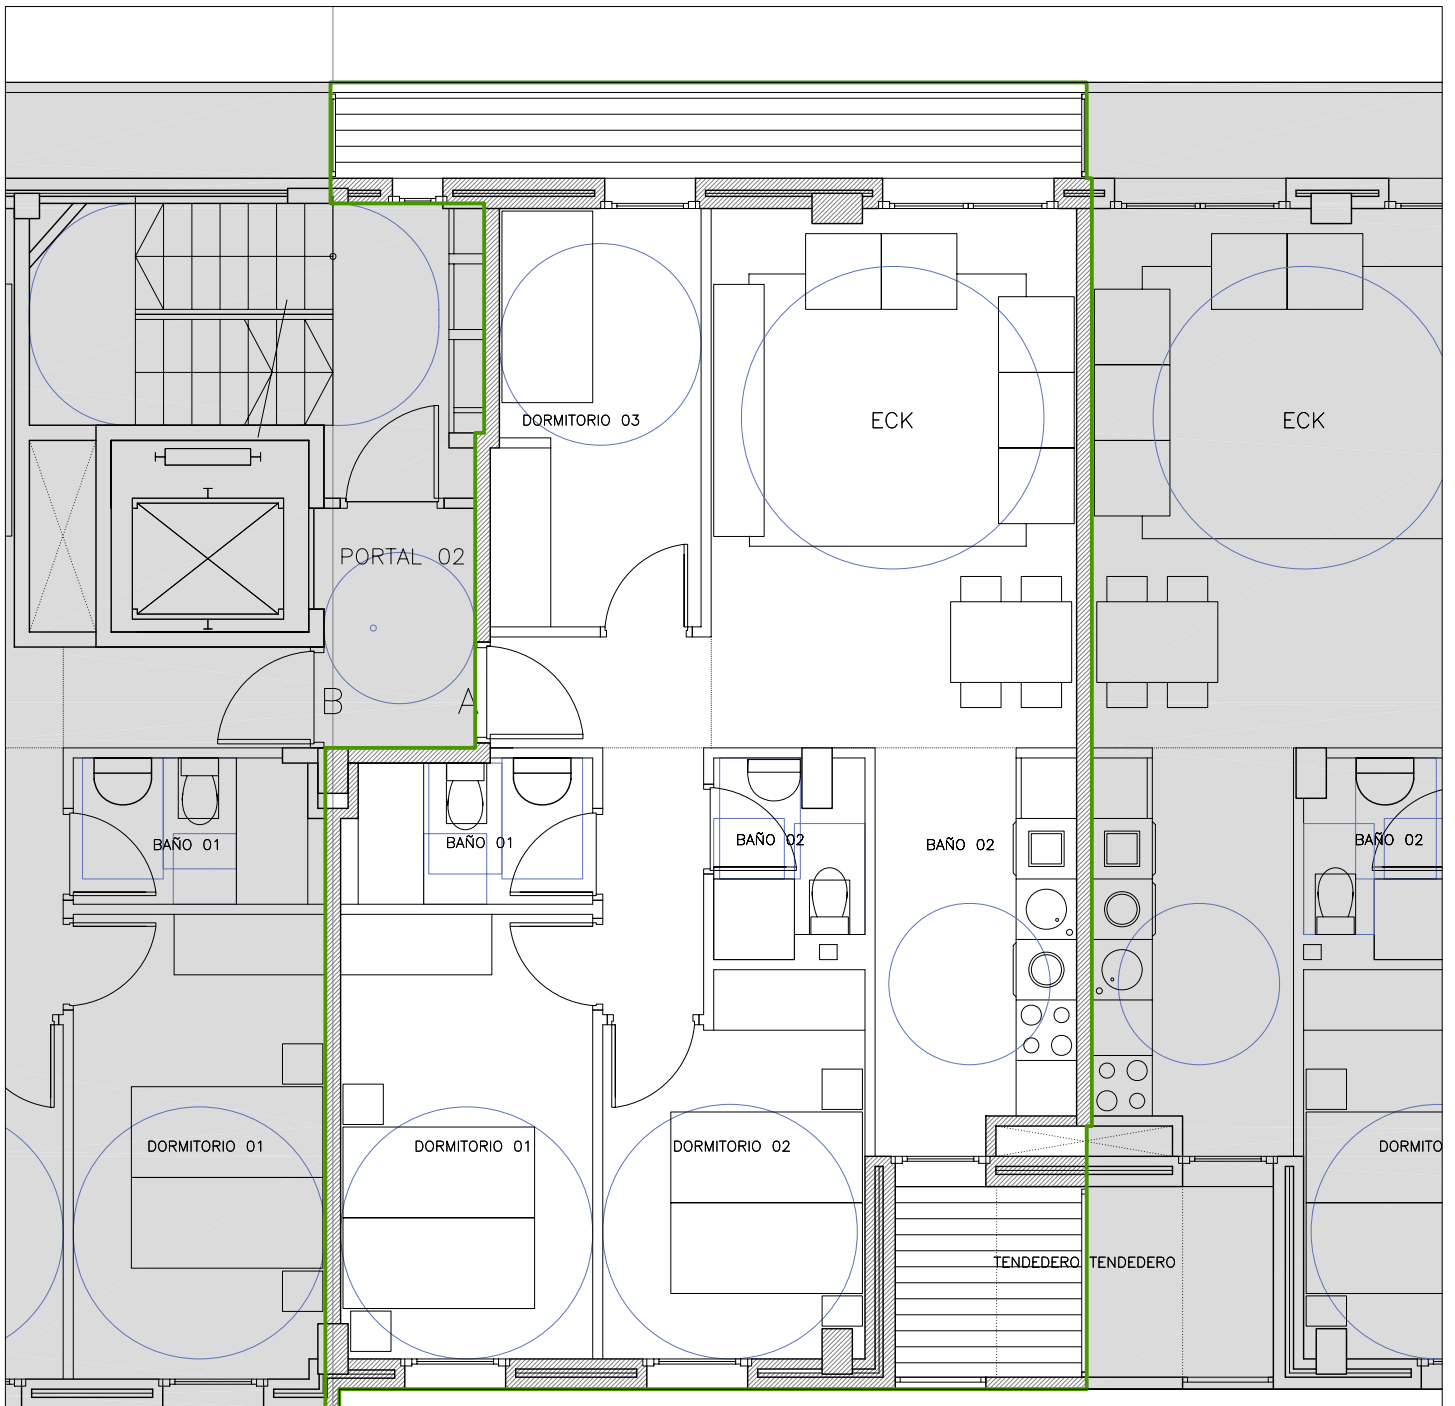 DORMITORIO 03
ECK
ECK
PORTAL 02
B
A
BAÑO 01
BAÑO 01
BAÑO 02
BAÑO 02
BAÑO 02
DORMITORIO 01
DORMITORIO 01
DORMITORIO 02
DORMITO
TENDEDERO
TENDEDERO